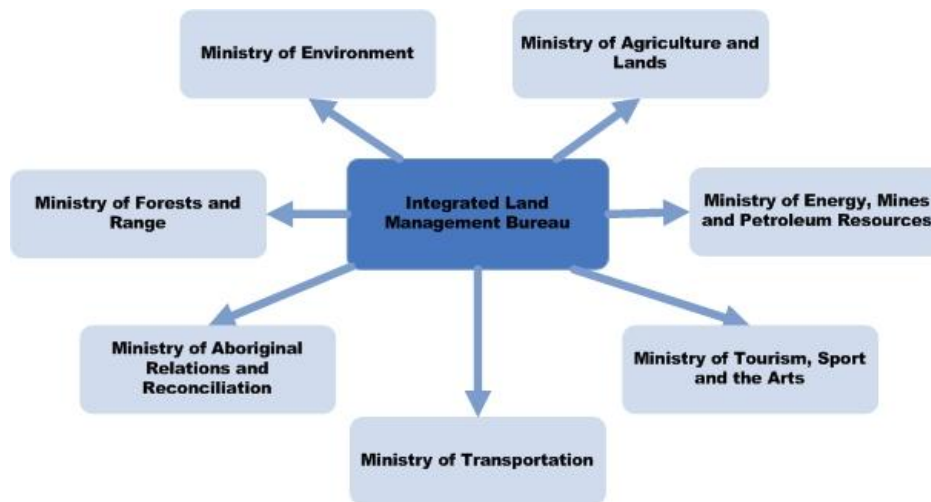 Ministry of Environment
Ministry of Agriculture and
Lands
Ministry of Forests and
Range
Integrated Land
Management Bureau
Ministry of Energy, Mines
and Petroleum Resources
Ministry of Aboriginal
Relations and
Reconciliation
Ministry of Tourism, Sport
and the Arts
Ministry of Transportation